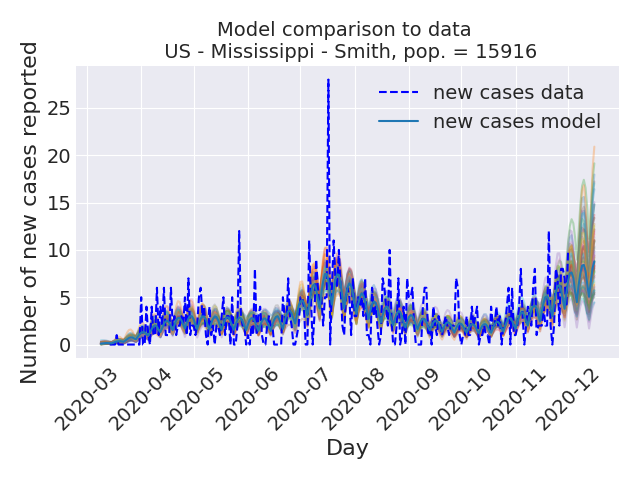 Model comparison to data
US - Mississippi - Smith, pop. = 15916
Number of new cases reported
25
20
15
10
5
0
new cases data
new cases model
2020-03
2020-04
2020-05
2020-06
2020-07
2020-08
2020-09
2020-10
2020-11
2020-12
Day